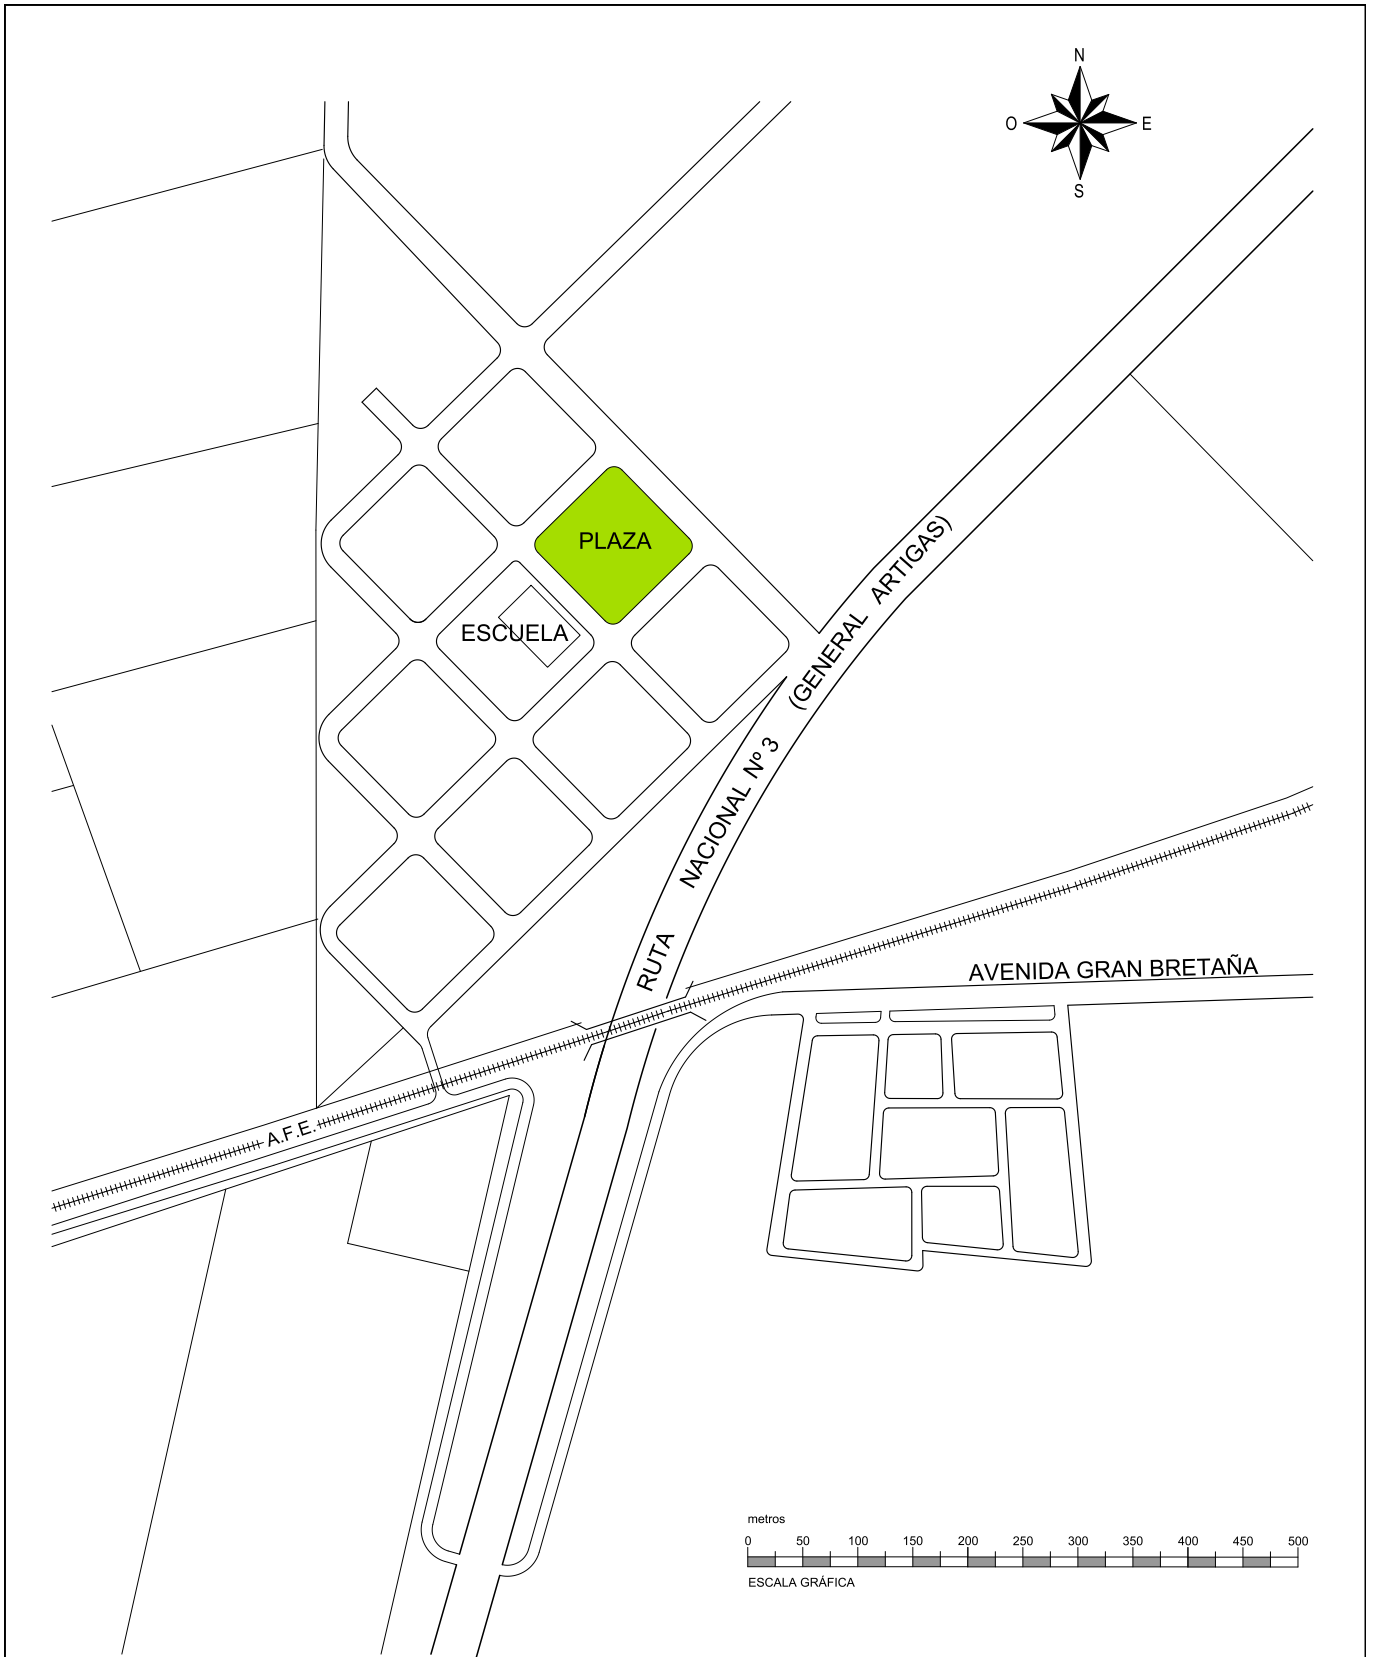 N
O E
S
PLAZA
ESCUELA
RUTA NACIONAL Nº 3 (GENERAL ARTIGAS)
AVENIDA GRAN BRETAÑA
A.F.E.
metros
0 50 100 150 200 250 300 350 400 450 500
ESCALA GRÁFICA